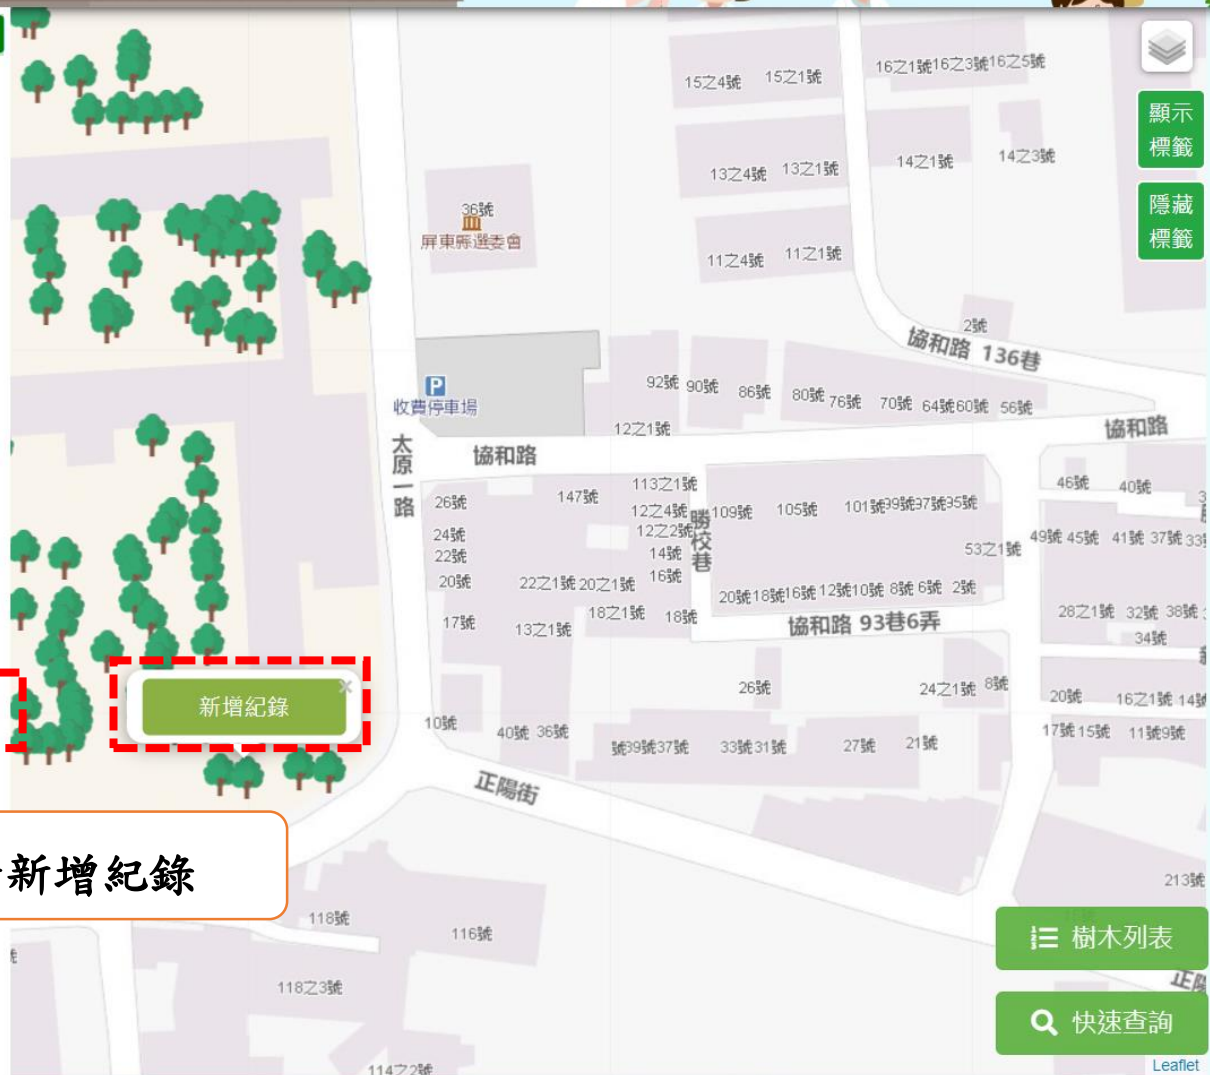 16之1號16之3號16之5號
15之4號 15之1號
顯示
標籤
14之1號 14之3號
13之4號 13之1號
36號
隱藏
標籤
屏東縣選委會
11之4號 11之1號
2號
協和路 136巷
P
收費停車場
92號 90號 86號 80號 76號 70號 64號60號 56號
12之1號
協和路
太原一路
協和路
113之1號
46號 40號
26號 147號
12之4號 109號 105號 101號99號97號95號
勝校巷
24號 12之2號
22號 14號
53之1號 49號 45號 41號 37號 33
20號 22之1號 20之1號 16號
20號18號16號 12號10號 8號 6號 2號
17號 13之1號 18之1號 18號
28之1號 32號 38號
協和路 93巷6弄
34號
新增紀錄
×
26號 24之1號 8號
20號 16之1號 14號
10號 40號 36號
號39號37號 33號31號 27號 21號
17號15號 11號9號
正陽街
新增紀錄
213號
118號 116號
樹木列表
118之3號
正陽
快速查詢
114之2號
Leaflet